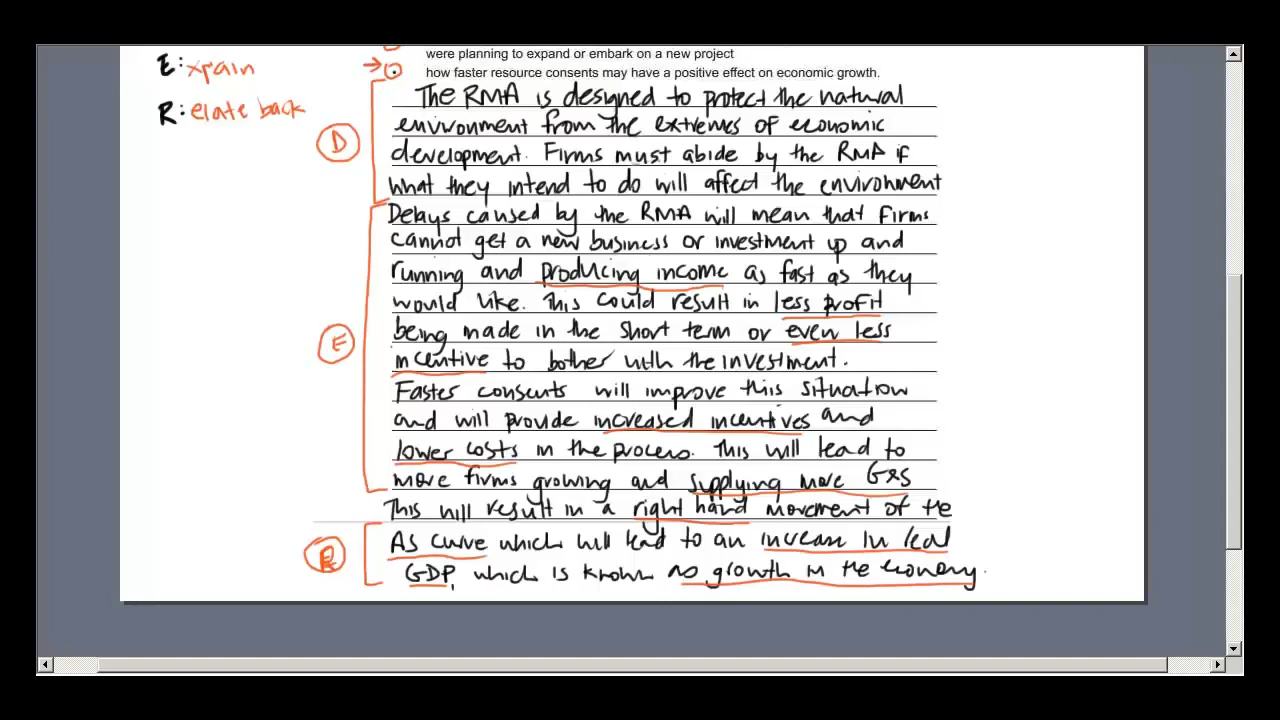 were planning to expand or embark on a new project
E: xpain
how faster resource consents may have a positive effect on economic growth.
R: elate back
The RMA is designed to protect the natural
environment from the extremes of economic
D
development. Firms must abide by the RMA if
what they intend to do will affect the environment
Delays caused by the RMA will mean that firms
cannot get a new business or investment up and
running and producing income as fast as they
would like. This could result in less profit
being made in the short term or even less
E
incentive to bother with the investment.
Faster consents will improve this situation
and will provide increased incentives and
lower costs in the process. This will lead to
more firms growing and supplying more G&S
This will result in a right hand movement of the
AS curve which will lead to an increase in real
R
GDP, which is known as growth in the economy.